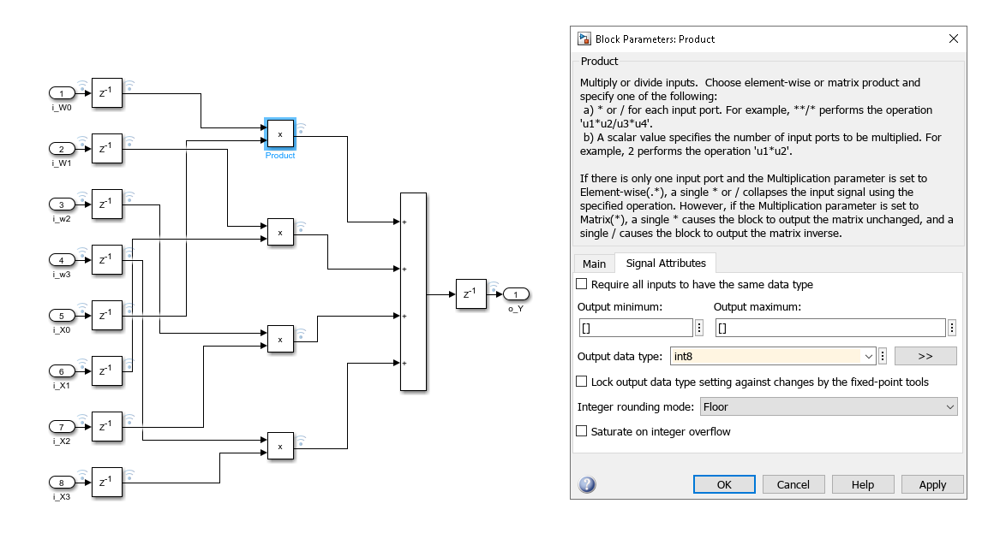 1
i_W0
Z-1
2
i_W1
Z-1
3
i_w2
Z-1
4
i_w3
Z-1
5
i_X0
Z-1
6
i_X1
Z-1
7
i_X2
Z-1
8
i_X3
Z-1
x
Product
x
x
x
+
+
+
+
Z-1
1
o_Y
Block Parameters: Product
Product
Multiply or divide inputs.  Choose element-wise or matrix product and
specify one of the following:
a) * or / for each input port. For example, **/* performs the operation
'u1*u2/u3*u4'.
b) A scalar value specifies the number of input ports to be multiplied. For
example, 2 performs the operation 'u1*u2'.
If there is only one input port and the Multiplication parameter is set to
Element-wise(.*), a single * or / collapses the input signal using the
specified operation. However, if the Multiplication parameter is set to
Matrix(*), a single * causes the block to output the matrix unchanged, and a
single / causes the block to output the matrix inverse.
Main Signal Attributes
Require all inputs to have the same data type
Output minimum: Output maximum:
[] []
Output data type: int8 >>
Lock output data type setting against changes by the fixed-point tools
Integer rounding mode: Floor
Saturate on integer overflow
? OK Cancel Help Apply